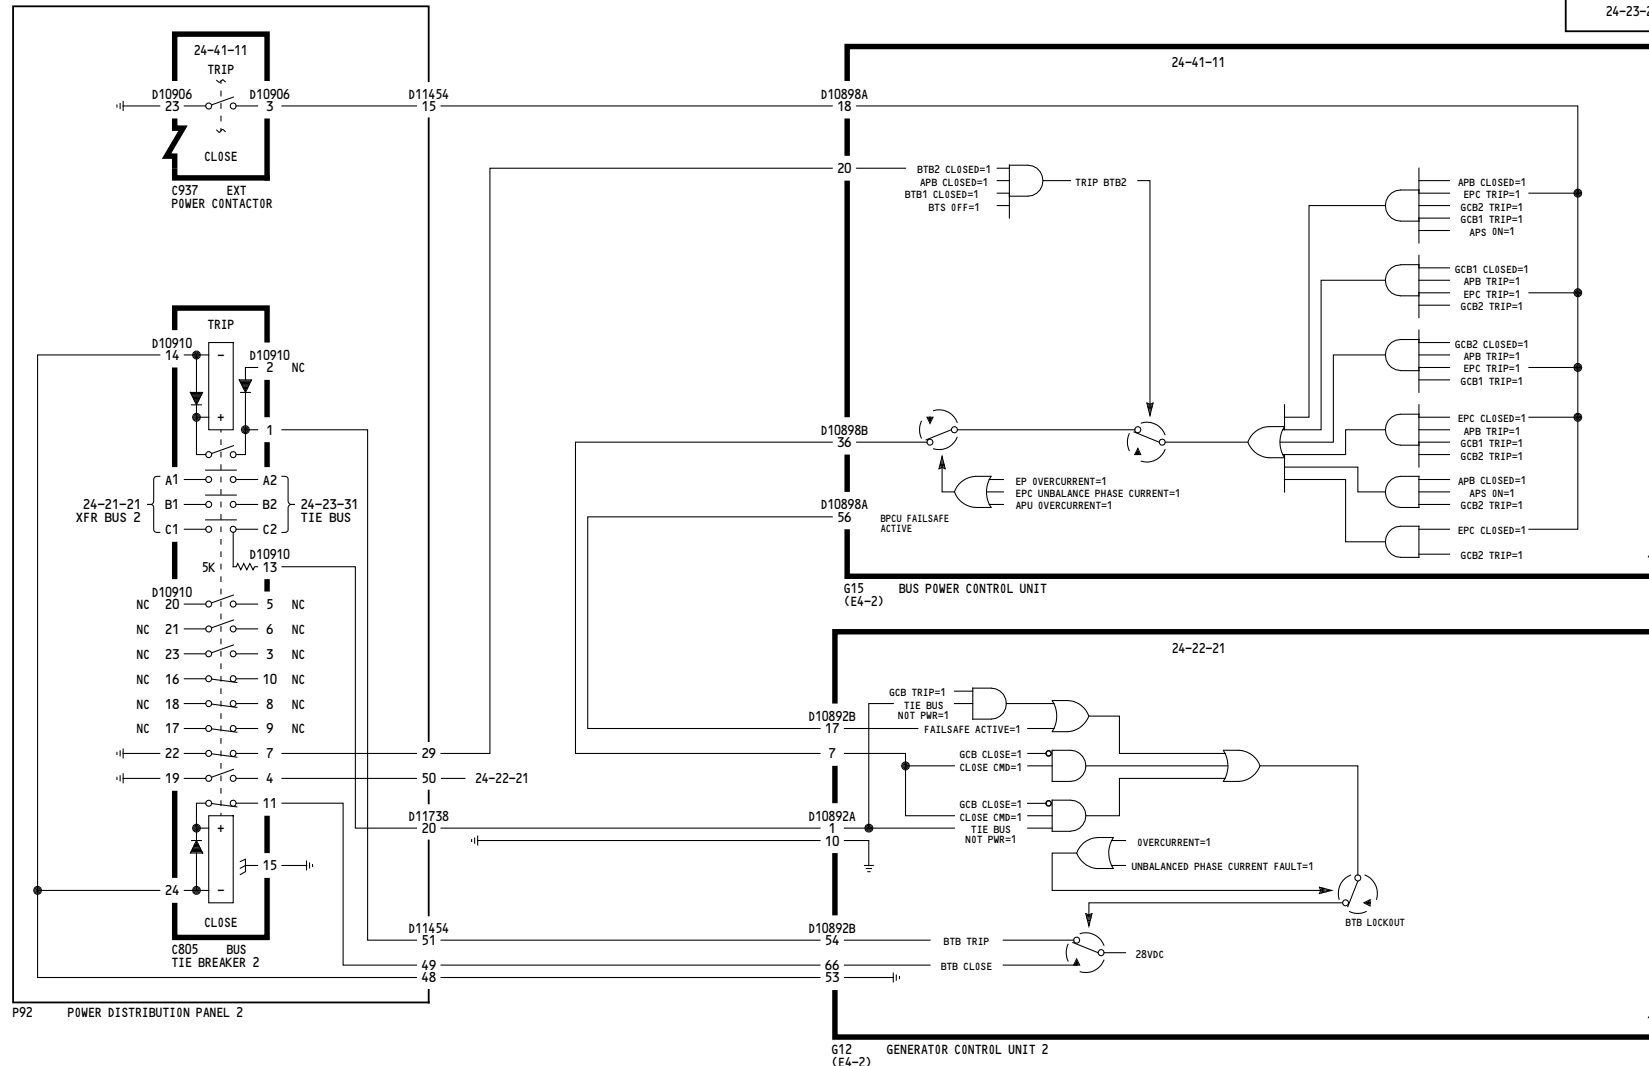 24-23-2
24-41-11
TRIP
D10906
23
D10906
3
CLOSE
C937 EXT
POWER CONTACTOR
D11454
15
TRIP
D10910
14
-
+
D10910
2 NC
1
A1 A2
B1 B2
C1 C2
24-21-21
XFR BUS 2
24-23-31
TIE BUS
D10910
5K 13
D10910
NC 20 5 NC
NC 21 6 NC
NC 23 3 NC
NC 16 10 NC
NC 18 8 NC
NC 17 9 NC
22 7 29
19 4 50 24-22-21
11
+
15
24 -
CLOSE
C805 BUS
TIE BREAKER 2
D11738
20
D11454
51
49
48
P92 POWER DISTRIBUTION PANEL 2
24-41-11
D10898A
18
20
BTB2 CLOSED=1
APB CLOSED=1
BTB1 CLOSED=1
BTS OFF=1
TRIP BTB2
APB CLOSED=1
EPC TRIP=1
GCB2 TRIP=1
GCB1 TRIP=1
APS ON=1
GCB1 CLOSED=1
APB TRIP=1
EPC TRIP=1
GCB2 TRIP=1
GCB2 CLOSED=1
APB TRIP=1
EPC TRIP=1
GCB1 TRIP=1
EPC CLOSED=1
APB TRIP=1
GCB1 TRIP=1
GCB2 TRIP=1
APB CLOSED=1
APS ON=1
GCB2 TRIP=1
EPC CLOSED=1
GCB2 TRIP=1
D10898B
36
EP OVERCURRENT=1
EPC UNBALANCE PHASE CURRENT=1
APU OVERCURRENT=1
D10898A
56
BPCU FAILSAFE
ACTIVE
G15 BUS POWER CONTROL UNIT
(E4-2)
24-22-21
GCB TRIP=1
TIE BUS
NOT PWR=1
D10892B
17
FAILSAFE ACTIVE=1
7
GCB CLOSE=1
CLOSE CMD=1
GCB CLOSE=1
CLOSE CMD=1
TIE BUS
NOT PWR=1
D10892A
1
10
OVERCURRENT=1
UNBALANCED PHASE CURRENT FAULT=1
BTB LOCKOUT
D10892B
54 BTB TRIP
28VDC
66 BTB CLOSE
53
G12 GENERATOR CONTROL UNIT 2
(E4-2)